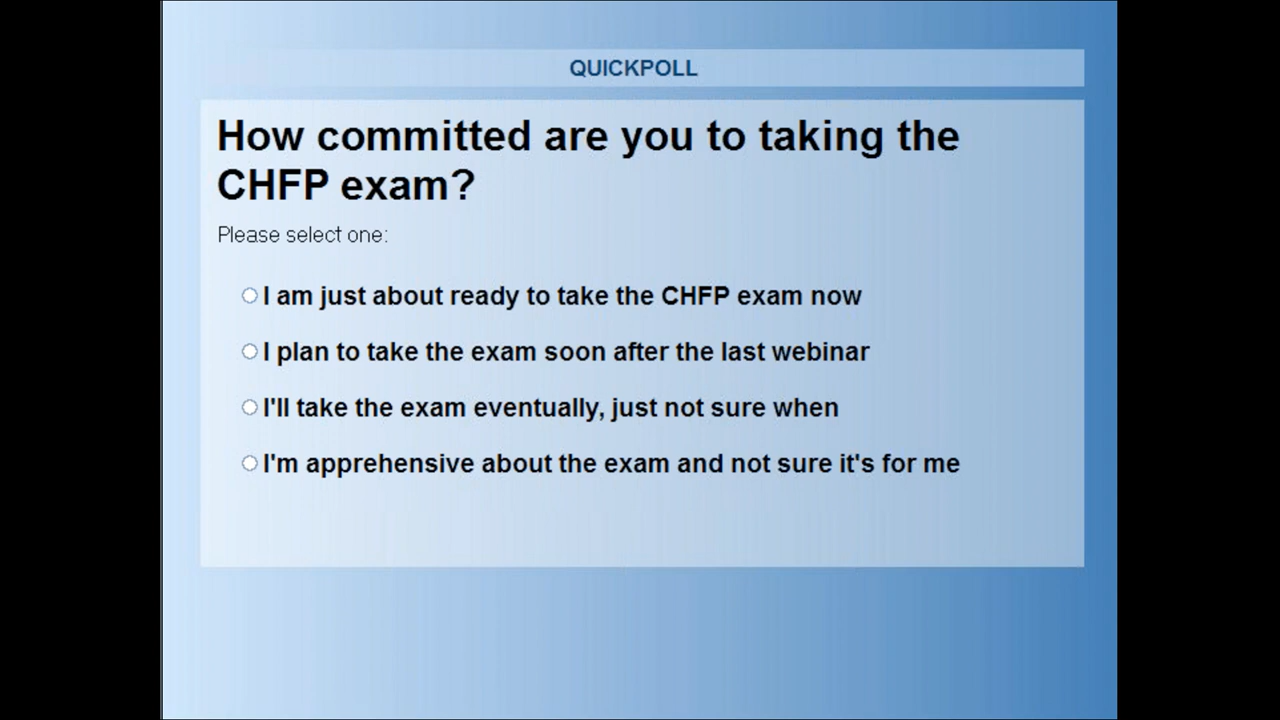 QUICKPOLL
How committed are you to taking the
CHFP exam?
Please select one:
I am just about ready to take the CHFP exam now
I plan to take the exam soon after the last webinar
I'll take the exam eventually, just not sure when
I'm apprehensive about the exam and not sure it's for me